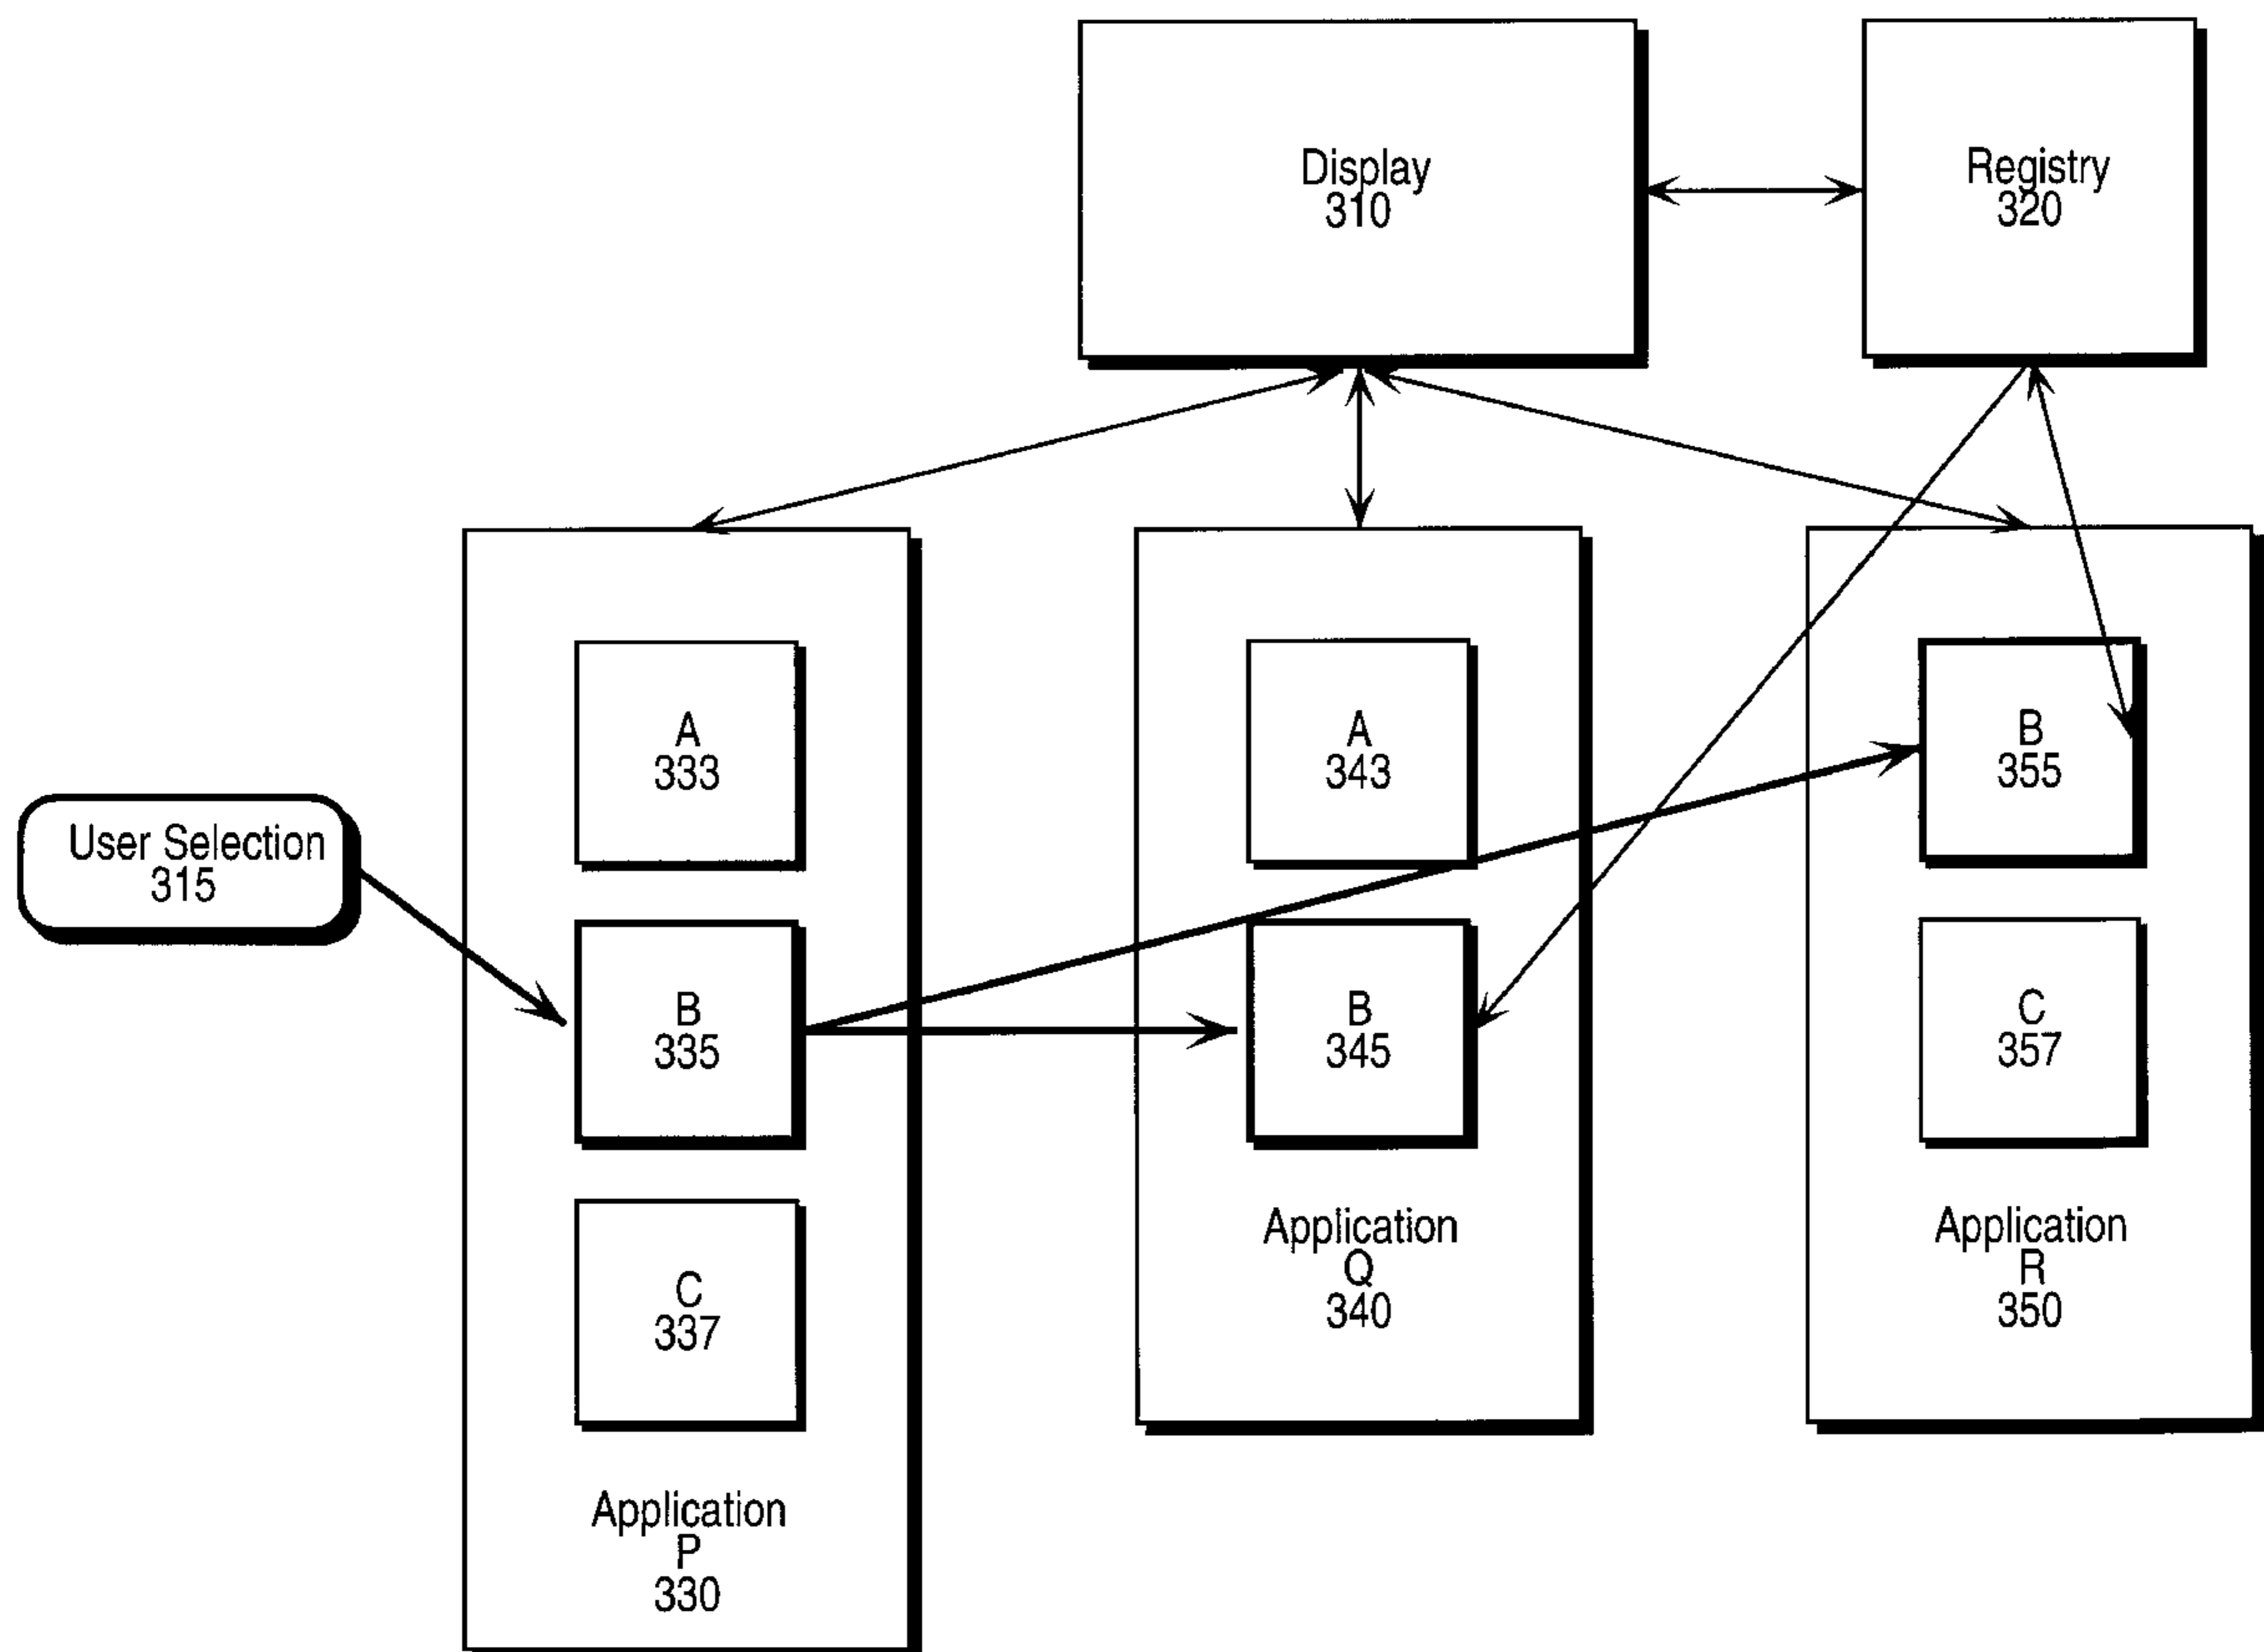 Display
310
Registry
320
User Selection
315
A
333
B
335
C
337
Application
P
330
A
343
B
345
Application
Q
340
B
355
C
357
Application
R
350